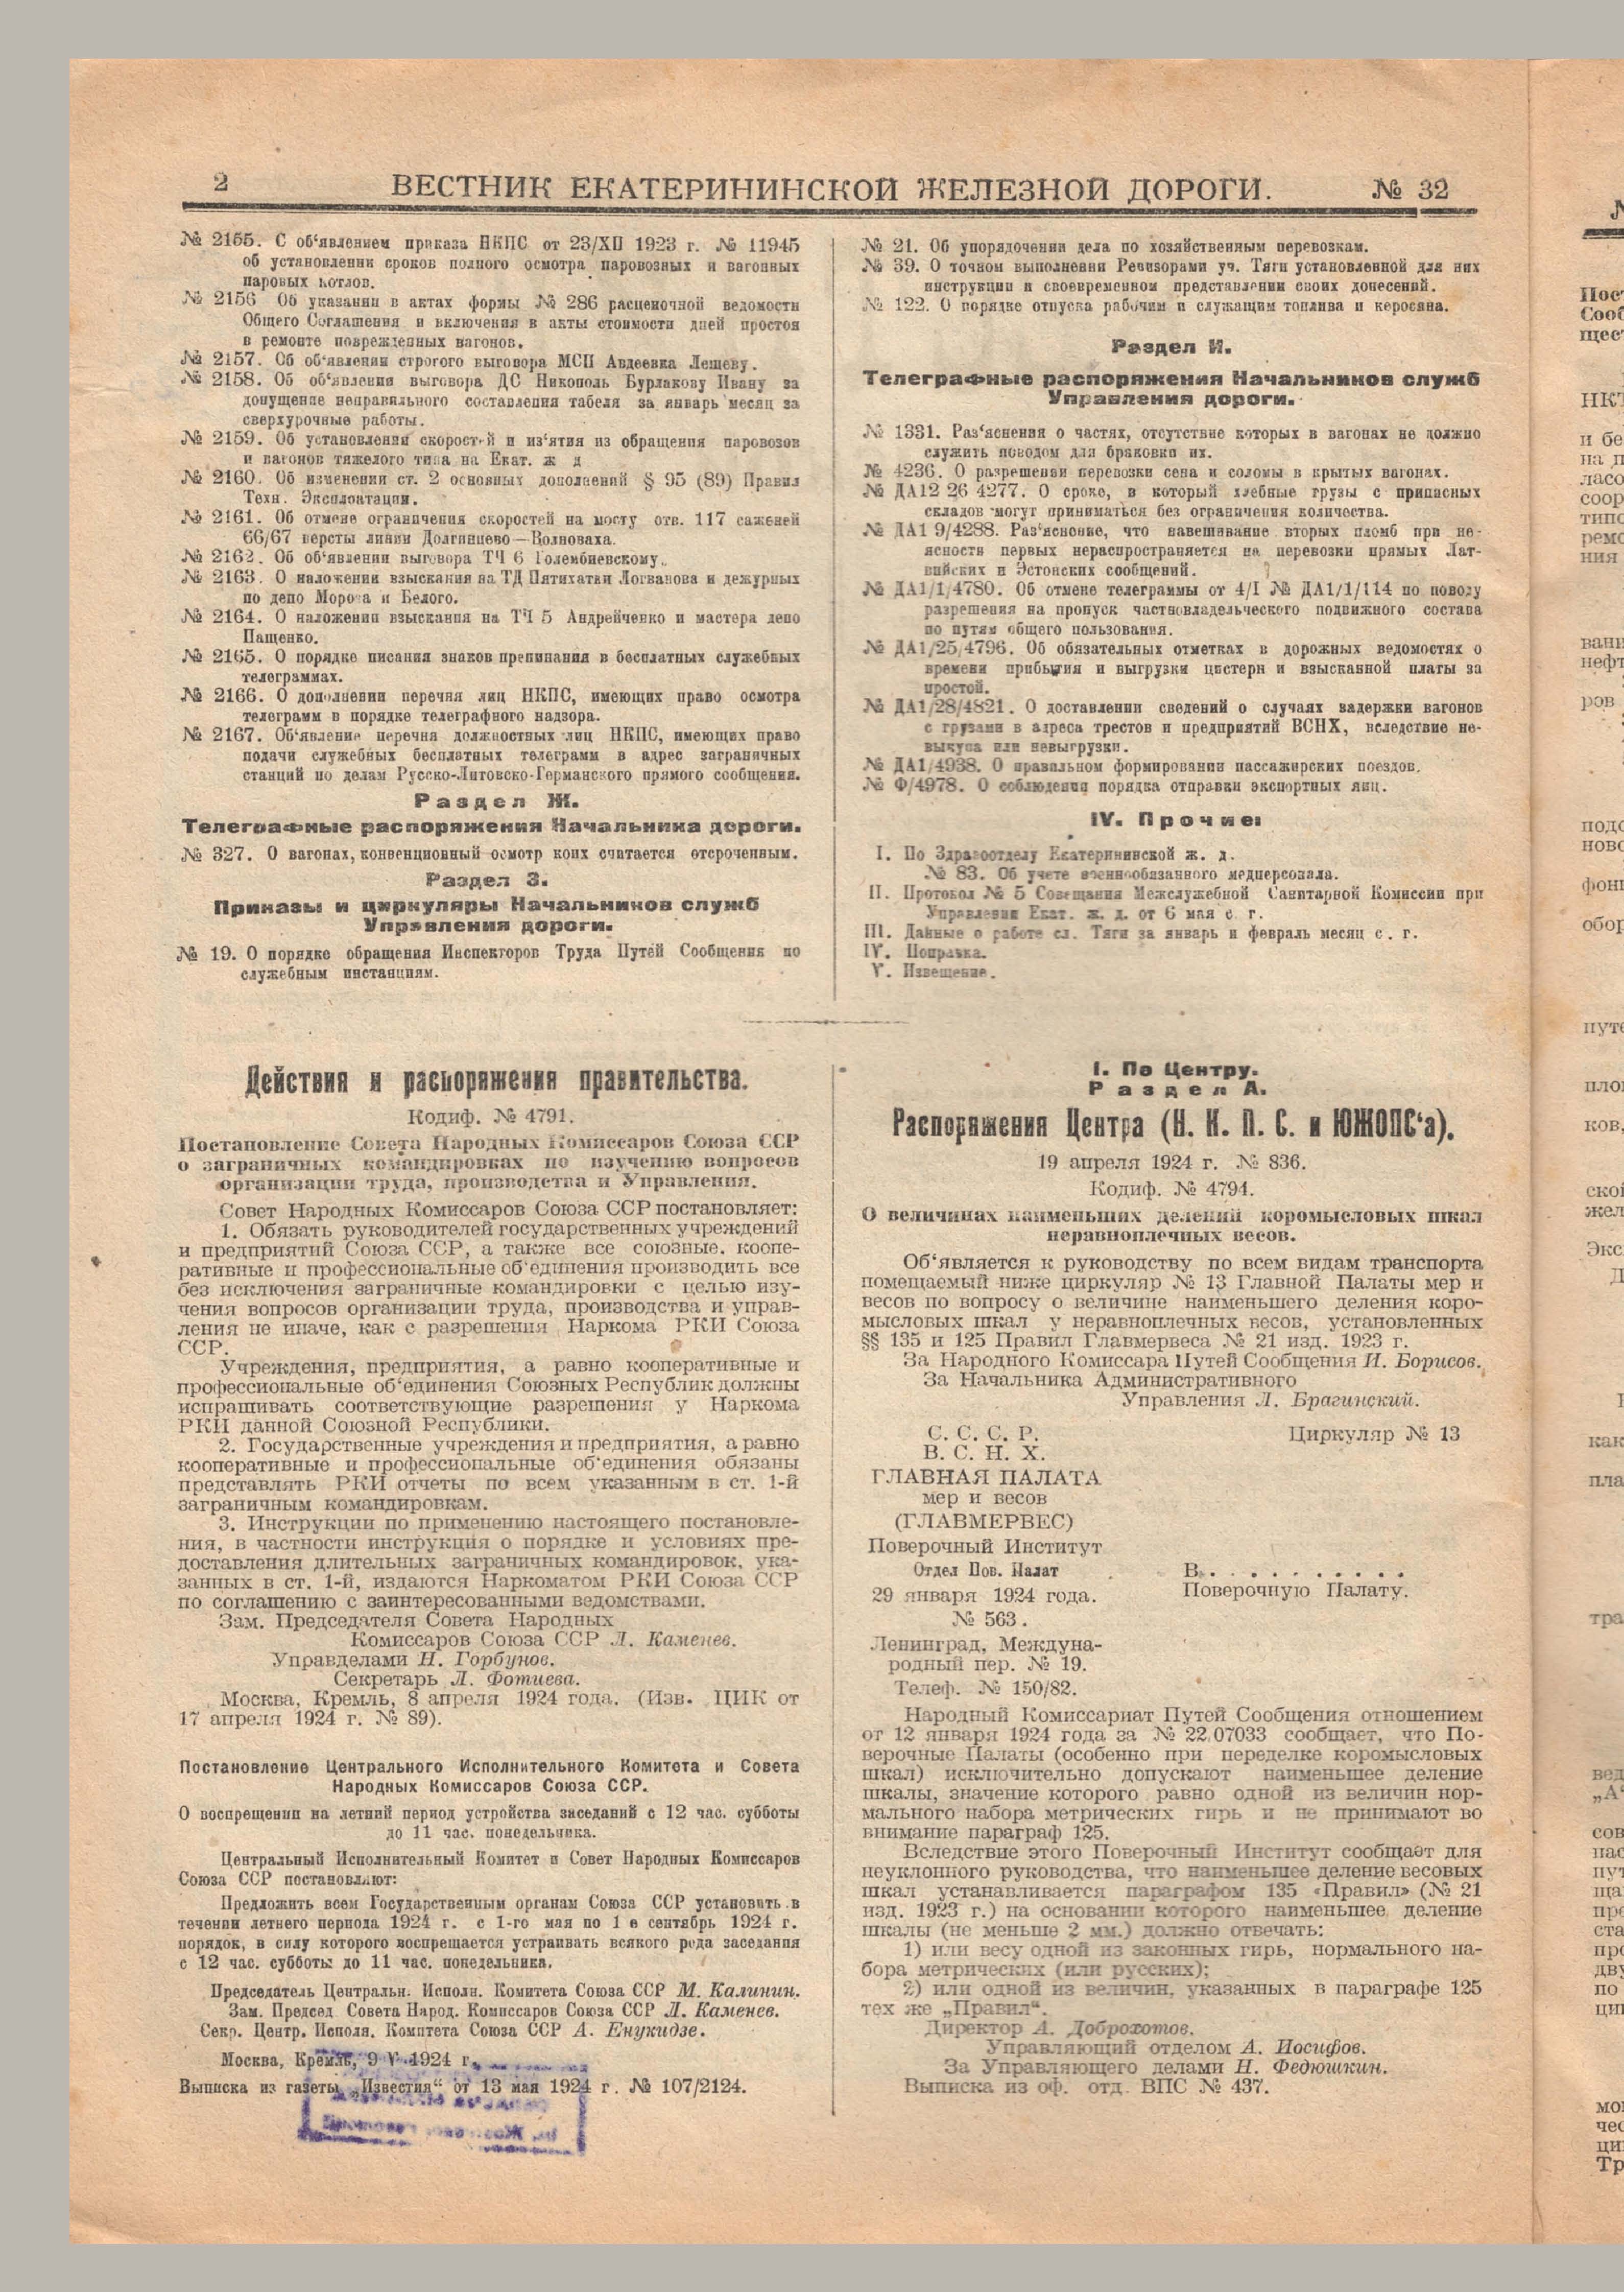 2 ВЕСТНИК ЕКАТЕРИНИНСКОЙ ЖЕЛЕЗНОЙ ДОРОГИ. № 32
№ 2155. С об‘явлением приказа НКПС от 23/XII 1923 г. № 11945
об установлении сроков полного осмотра паровозных и вагонных
паровых котлов.
№ 2156 Об указании в актах формы № 286 расценочной ведомости
Общего Соглашения и включения в акты стоимости дней простоя
в ремонте поврежденных вагонов.
№ 2157. Об об‘явлении строгого выговора МСП Авдеевка Лешеву.
№ 2158. Об об‘явлении выговора ДС Никополь Бурлакову Ивану за
допущение неправильного составления табеля за январь месяц за
сверхурочные работы.
№ 2159. Об установлении скоростей и из‘ятия из обращения паровозов
и вагонов тяжелого типа на Екат. ж д
№ 2160. Об изменении ст. 2 основных дополнений § 95 (89) Правил
Техн. Эксплоатации.
№ 2161. Об отмене ограничения скоростей на мосту отв. 117 саженей
66/67 версты линии Долгинцево—Волноваха.
№ 2162. Об об‘явлении выговора ТЧ 6 Голембиевскому.
№ 2163. О наложении взыскания на ТД Пятихатки Логванова и дежурных
по депо Мороза и Белого.
№ 2164. О наложении взыскания на ТЧ 5 Андрейченко и мастера депо
Пащенко.
№ 2165. О порядке писания знаков препинания в бесплатных служебных
телеграммах.
№ 2166. О дополнении перечня лиц НКПС, имеющих право осмотра
телеграмм в порядке телеграфного надзора.
№ 2167. Об‘явление перечня должностных лиц НКПС, имеющих право
подачи служебных бесплатных телеграмм в адрес заграничных
станций по делам Русско-Литовско-Германского прямого сообщения.
Раздел Ж.
Телеграфные распоряжения Начальника дороги.
№ 327. О вагонах, конвенционный осмотр коих считается отсроченным.
Раздел З.
Приказы и циркуляры Начальников служб
Управления дороги.
№ 19. О порядке обращения Инспекторов Труда Путей Сообщения по
служебным инстанциям.
№ 21. Об упорядочении дела по хозяйственным перевозкам.
№ 39. О точном выполнении Ревизорами уч. Тяги установленной для них
инструкции и своевременном представлении своих донесений.
№ 122. О порядке отпуска рабочим и служащим топлива и керосина.
Раздел И.
Телеграфные распоряжения Начальников служб
Управления дороги.
№ 1331. Раз‘яснения о частях, отсутствие которых в вагонах не должно
служить поводом для браковки их.
№ 4236. О разрешении перевозки сена и соломы в крытых вагонах.
№ ДА12 26 4277. О сроке, в который хлебные грузы с приписных
складов могут приниматься без ограничения количества.
№ ДА1 9/4288. Раз‘яснение, что навешивание вторых пломб при не-
ясности первых нераспространяется на перевозки прямых Лат-
вийских и Эстонских сообщений.
№ ДА1/1/4780. Об отмене телеграммы от 4/I № ДА1/1/114 по поводу
разрешения на пропуск частновладельческого подвижного состава
по путям общего пользования.
№ ДА1/25/4796. Об обязательных отметках в дорожных ведомостях о
времени прибытия и выгрузки цистерн и взысканной платы за
простой.
№ ДА1/28/4821. О доставлении сведений о случаях задержки вагонов
с грузами в адреса трестов и предприятий ВСНХ, вследствие не-
выкупа или невыгрузки.
№ ДА1/4938. О правильном формировании пассажирских поездов.
№ Ф/4978. О соблюдении порядка отправки экспортных яиц.
IV. Прочие:
I. По Здравоотделу Екатерининской ж. д.
№ 83. Об учете военнообязанного медперсонала.
II. Протокол № 5 Совещания Межслужебной Санитарной Комиссии при
Управлении Екат. ж. д. от 6 мая с г.
III. Данные о работе сл. Тяги за январь и февраль месяц с. г.
IV. Поправка.
V. Извещение.
Действия и распоряжения правительства.
Кодиф. № 4791.
Постановление Совета Народных Комиссаров Союза ССР
о заграничных командировках по изучению вопросов
организации труда, производства и Управления.
Совет Народных Комиссаров Союза ССР постановляет:
1. Обязать руководителей государственных учреждений
и предприятий Союза ССР, а также все союзные. коопе-
ративные и профессиональные об‘единения производить все
без исключения заграничные командировки с целью изу-
чения вопросов организации труда, производства и управ-
ления не иначе, как с разрешения Наркома РКИ Союза
ССР.
Учреждения, предприятия, а равно кооперативные и
профессиональные об‘единения Союзных Республик должны
испрашивать соответствующие разрешения у Наркома
РКИ данной Союзной Республики.
2. Государственные учреждения и предприятия, а равно
кооперативные и профессиональные об‘единения обязаны
представлять РКИ отчеты по всем указанным в ст. 1-й
заграничным командировкам.
3. Инструкции по применению настоящего постановле-
ния, в частности инструкция о порядке и условиях пре-
доставления длительных заграничных командировок, ука-
занных в ст. 1-й, издаются Наркоматом РКИ Союза ССР
по соглашению с заинтересованными ведомствами.
Зам. Председателя Совета Народных
Комиссаров Союза ССР Л. Каменев.
Управделами Н. Горбунов.
Секретарь Л. Фотиева.
Москва, Кремль, 8 апреля 1924 года. (Изв. ЦИК от
17 апреля 1924 г. № 89).
Постановление Центрального Исполнительного Комитета и Совета
Народных Комиссаров Союза ССР.
О воспрещении на летний период устройства заседаний с 12 час. субботы
до 11 час. понедельника.
Центральный Исполнительный Комитет и Совет Народных Комиссаров
Союза ССР постановляют:
Предложить всем Государственным органам Союза ССР установить в
течении летнего периода 1924 г. с 1-го мая по 1 е сентябрь 1924 г.
порядок, в силу которого воспрещается устраивать всякого рода заседания
с 12 час. субботы до 11 час. понедельника.
Председатель Центральн. Исполн. Комитета Союза ССР М. Калинин.
Зам. Председ Совета Народ. Комиссаров Союза ССР Л. Каменев.
Секр. Центр. Исполн. Комитета Союза ССР А. Енукидзе.
Москва, Кремль, 9 V 1924 г.
Выписка из газеты „Известия“ от 13 мая 1924 г. № 107/2124.
I. По Центру.
Раздел А.
Распоряжения Центра (Н. К. П. С. и ЮЖОПС‘а).
19 апреля 1924 г. № 836.
Кодиф. № 4794.
О величинах наименьших делений коромысловых шкал
неравноплечных весов.
Об‘является к руководству по всем видам транспорта
помещаемый ниже циркуляр № 13 Главной Палаты мер и
весов по вопросу о величине наименьшего деления коро-
мысловых шкал у неравноплечных весов, установленных
§§ 135 и 125 Правил Главмервеса № 21 изд. 1923 г.
За Народного Комиссара Путей Сообщения И. Борисов.
За Начальника Административного
Управления Л. Брагинский.
С. С. С. Р. Циркуляр № 13
В. С. Н. Х.
ГЛАВНАЯ ПАЛАТА
мер и весов
(ГЛАВМЕРВЕС)
Поверочный Институт
Отдел Пов. Палат В. . . . . . . . . . .
29 января 1924 года. Поверочную Палату.
№ 563.
Ленинград, Междуна-
родный пер. № 19.
Телеф. № 150/82.
Народный Комиссариат Путей Сообщения отношением
от 12 января 1924 года за № 22.07033 сообщает, что По-
верочные Палаты (особенно при переделке коромысловых
шкал) исключительно допускают наименьшее деление
шкалы, значение которого равно одной из величин нор-
мального набора метрических гирь и не принимают во
внимание параграф 125.
Вследствие этого Поверочный Институт сообщает для
неуклонного руководства, что наименьшее деление весовых
шкал устанавливается параграфом 135 «Правил» (№ 21
изд. 1923 г.) на основании которого наименьшее деление
шкалы (не меньше 2 мм.) должно отвечать:
1) или весу одной из законных гирь, нормального на-
бора метрических (или русских);
2) или одной из величин, указанных в параграфе 125
тех же „Правил“.
Директор А. Доброхотов.
Управляющий отделом А. Иосифов.
За Управляющего делами Н. Федюшкин.
Выписка из оф. отд. ВПС № 437.